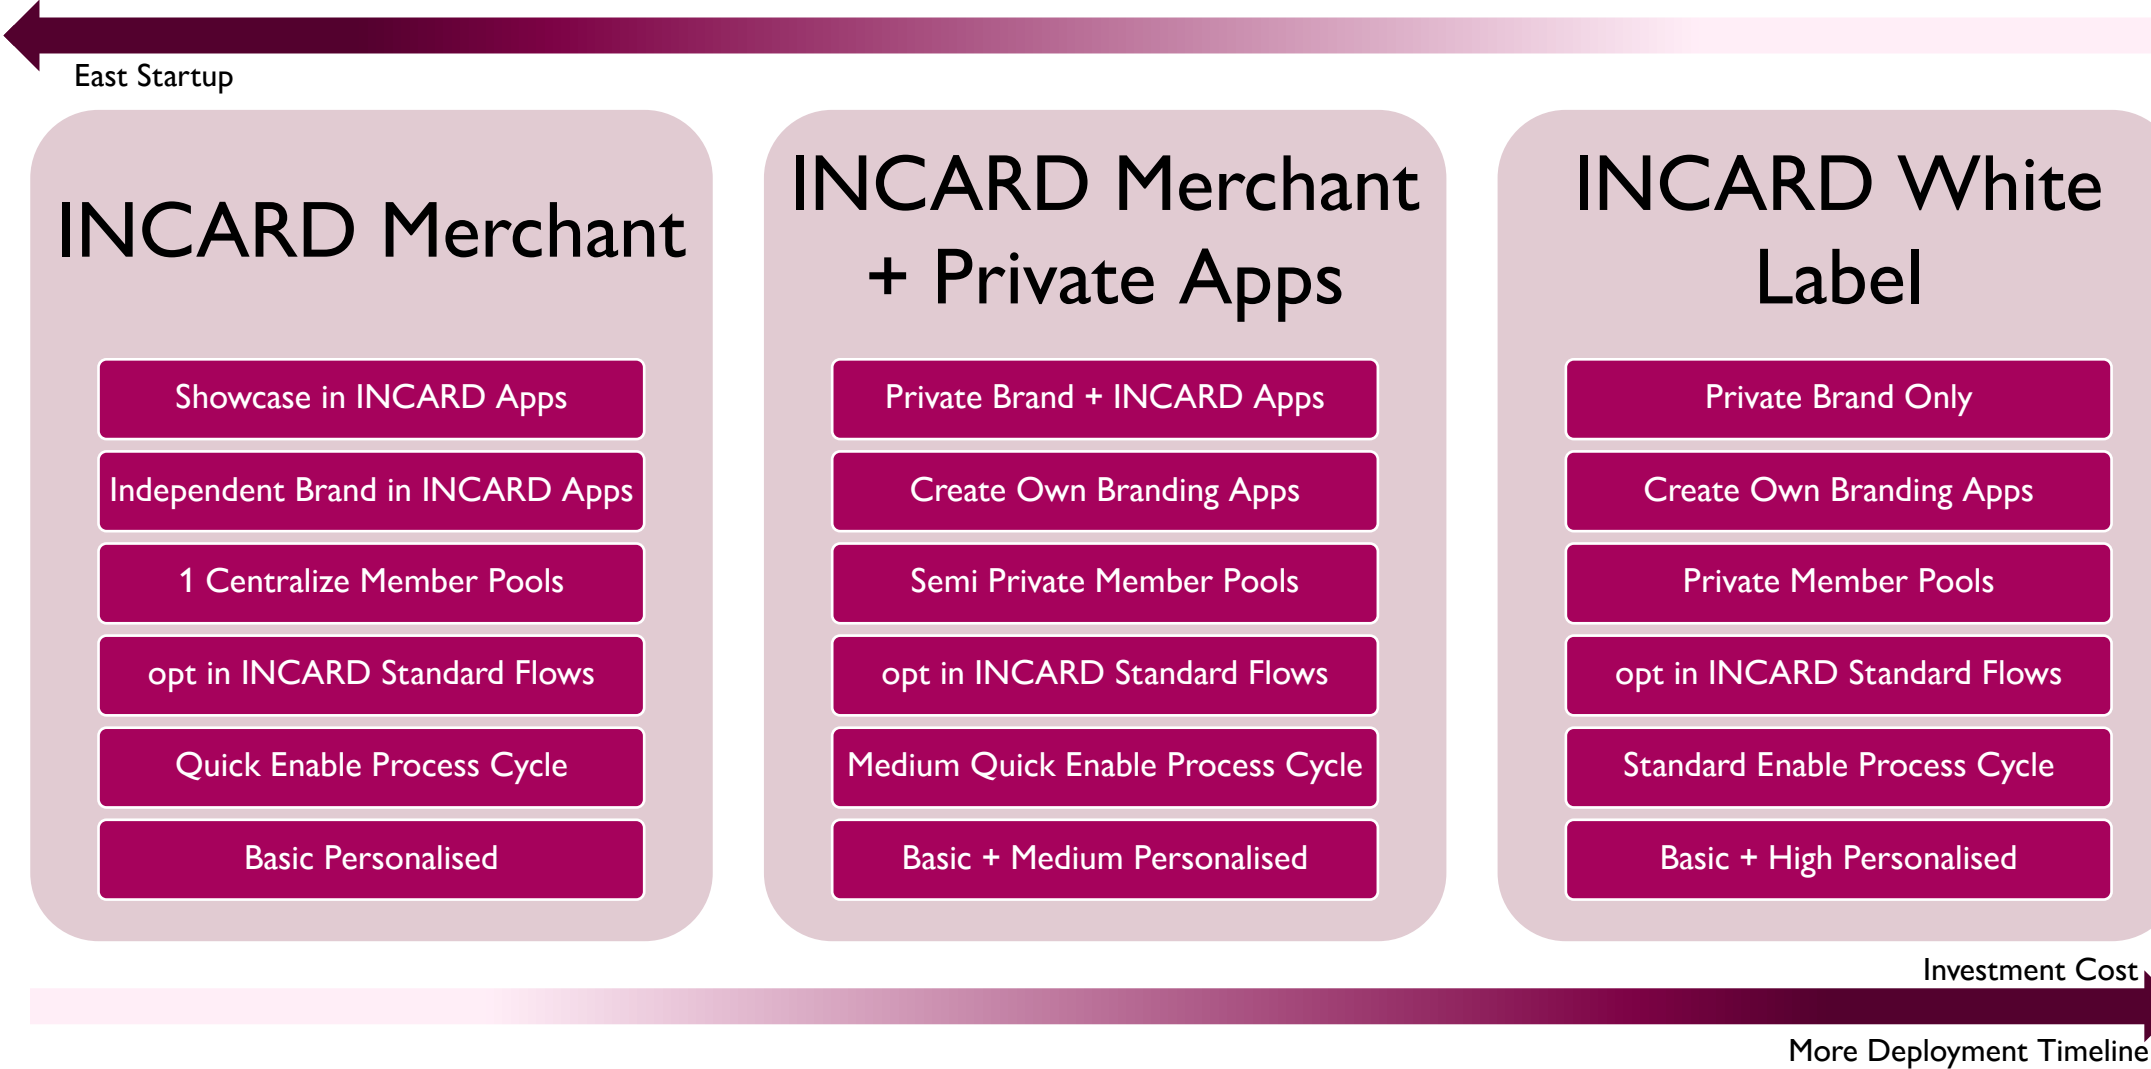 East Startup
INCARD Merchant
Showcase in INCARD Apps
Independent Brand in INCARD Apps
1 Centralize Member Pools
opt in INCARD Standard Flows
Quick Enable Process Cycle
Basic Personalised
INCARD Merchant
+ Private Apps
Private Brand + INCARD Apps
Create Own Branding Apps
Semi Private Member Pools
opt in INCARD Standard Flows
Medium Quick Enable Process Cycle
Basic + Medium Personalised
INCARD White
Label
Private Brand Only
Create Own Branding Apps
Private Member Pools
opt in INCARD Standard Flows
Standard Enable Process Cycle
Basic + High Personalised
Investment Cost
More Deployment Timeline